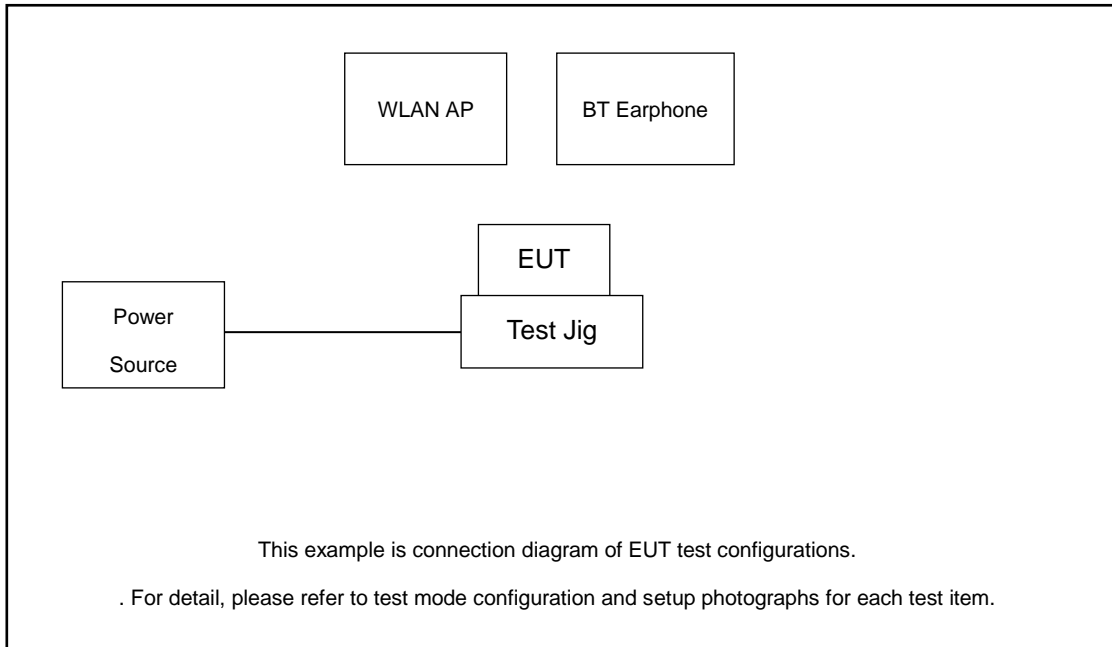 WLAN AP
BT Earphone
EUT
Power
Source
Test Jig
This example is connection diagram of EUT test configurations.
. For detail, please refer to test mode configuration and setup photographs for each test item.